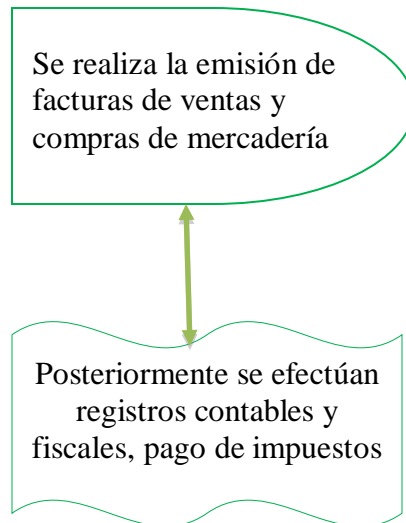 Se realiza la emisión de
facturas de ventas y
compras de mercadería
Posteriormente se efectúan
registros contables y
fiscales, pago de impuestos